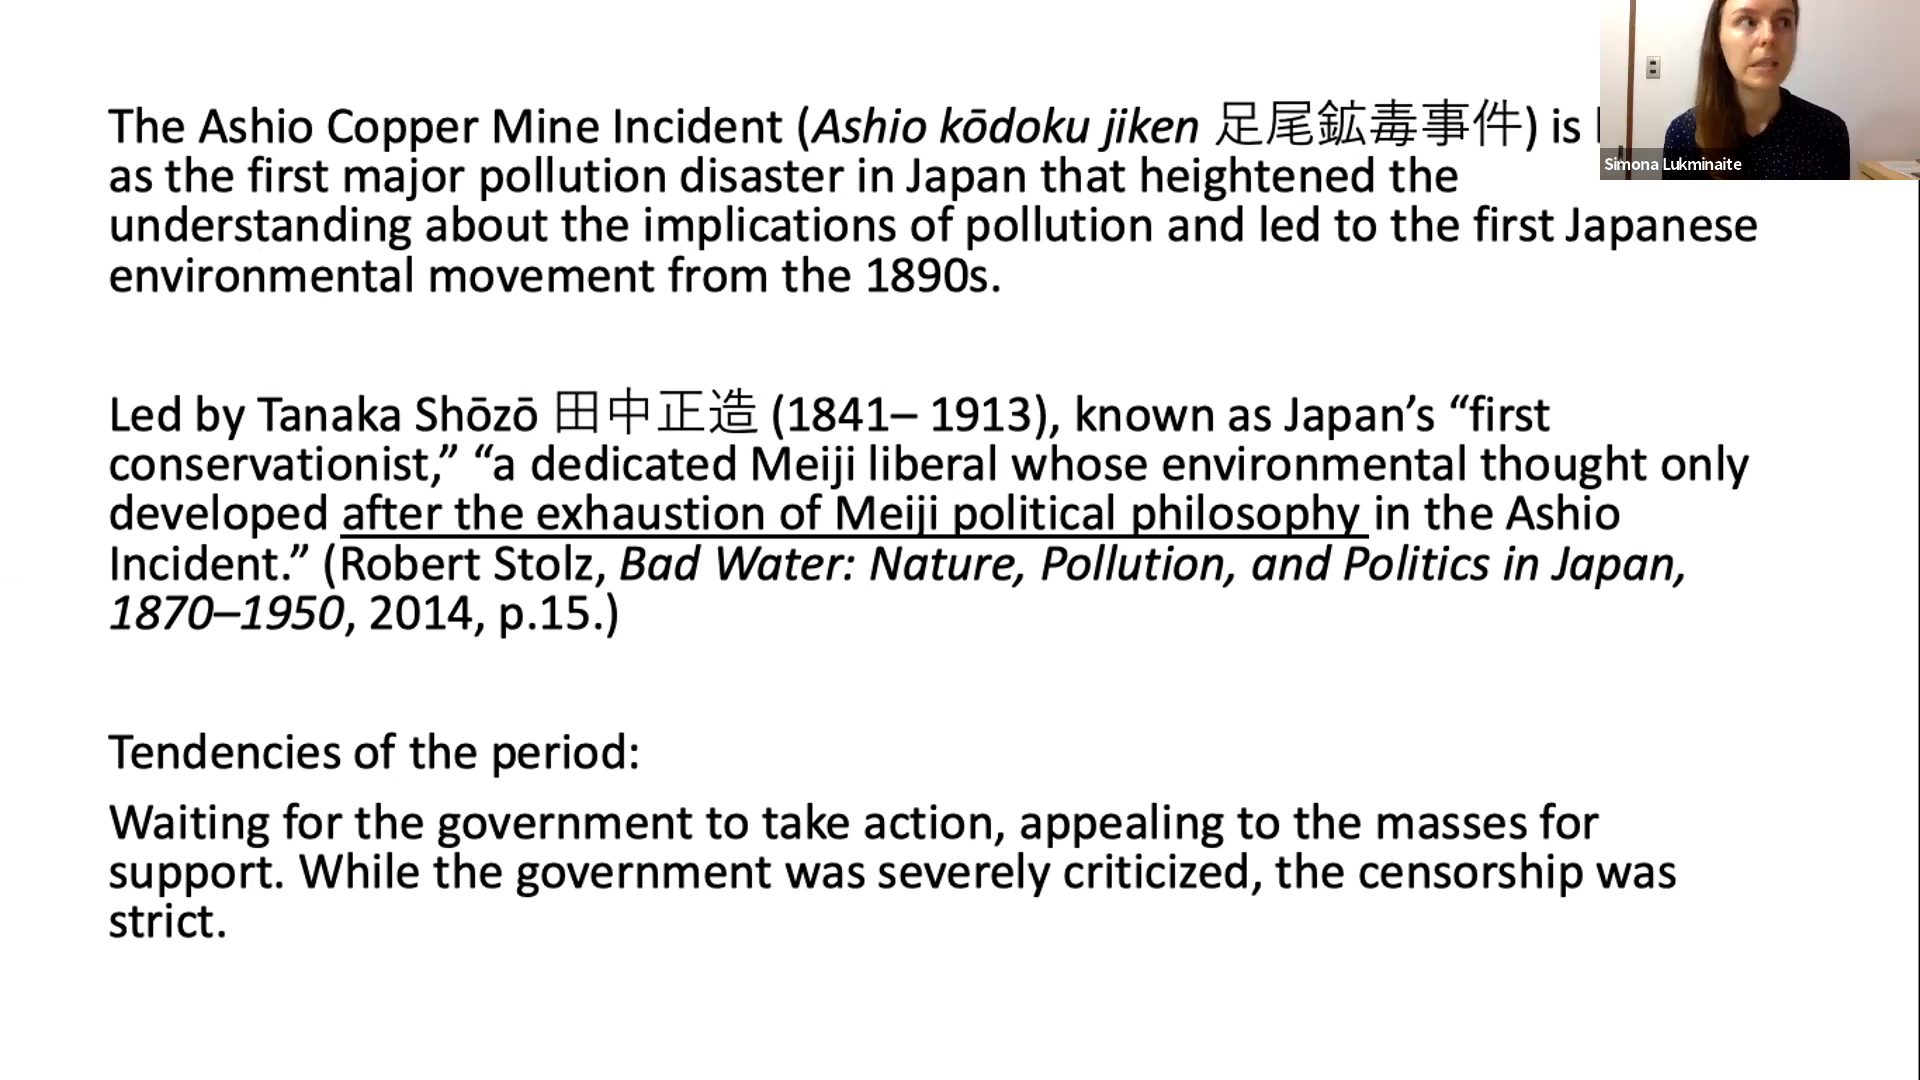 The Ashio Copper Mine Incident (Ashio kōdoku jiken 足尾鉱毒事件) is
as the first major pollution disaster in Japan that heightened the
understanding about the implications of pollution and led to the first Japanese
environmental movement from the 1890s.
Led by Tanaka Shōzō 田中正造 (1841– 1913), known as Japan’s “first
conservationist,” “a dedicated Meiji liberal whose environmental thought only
developed after the exhaustion of Meiji political philosophy in the Ashio
Incident.” (Robert Stolz, Bad Water: Nature, Pollution, and Politics in Japan,
1870–1950, 2014, p.15.)
Tendencies of the period:
Waiting for the government to take action, appealing to the masses for
support. While the government was severely criticized, the censorship was
strict.
Simona Lukminaite